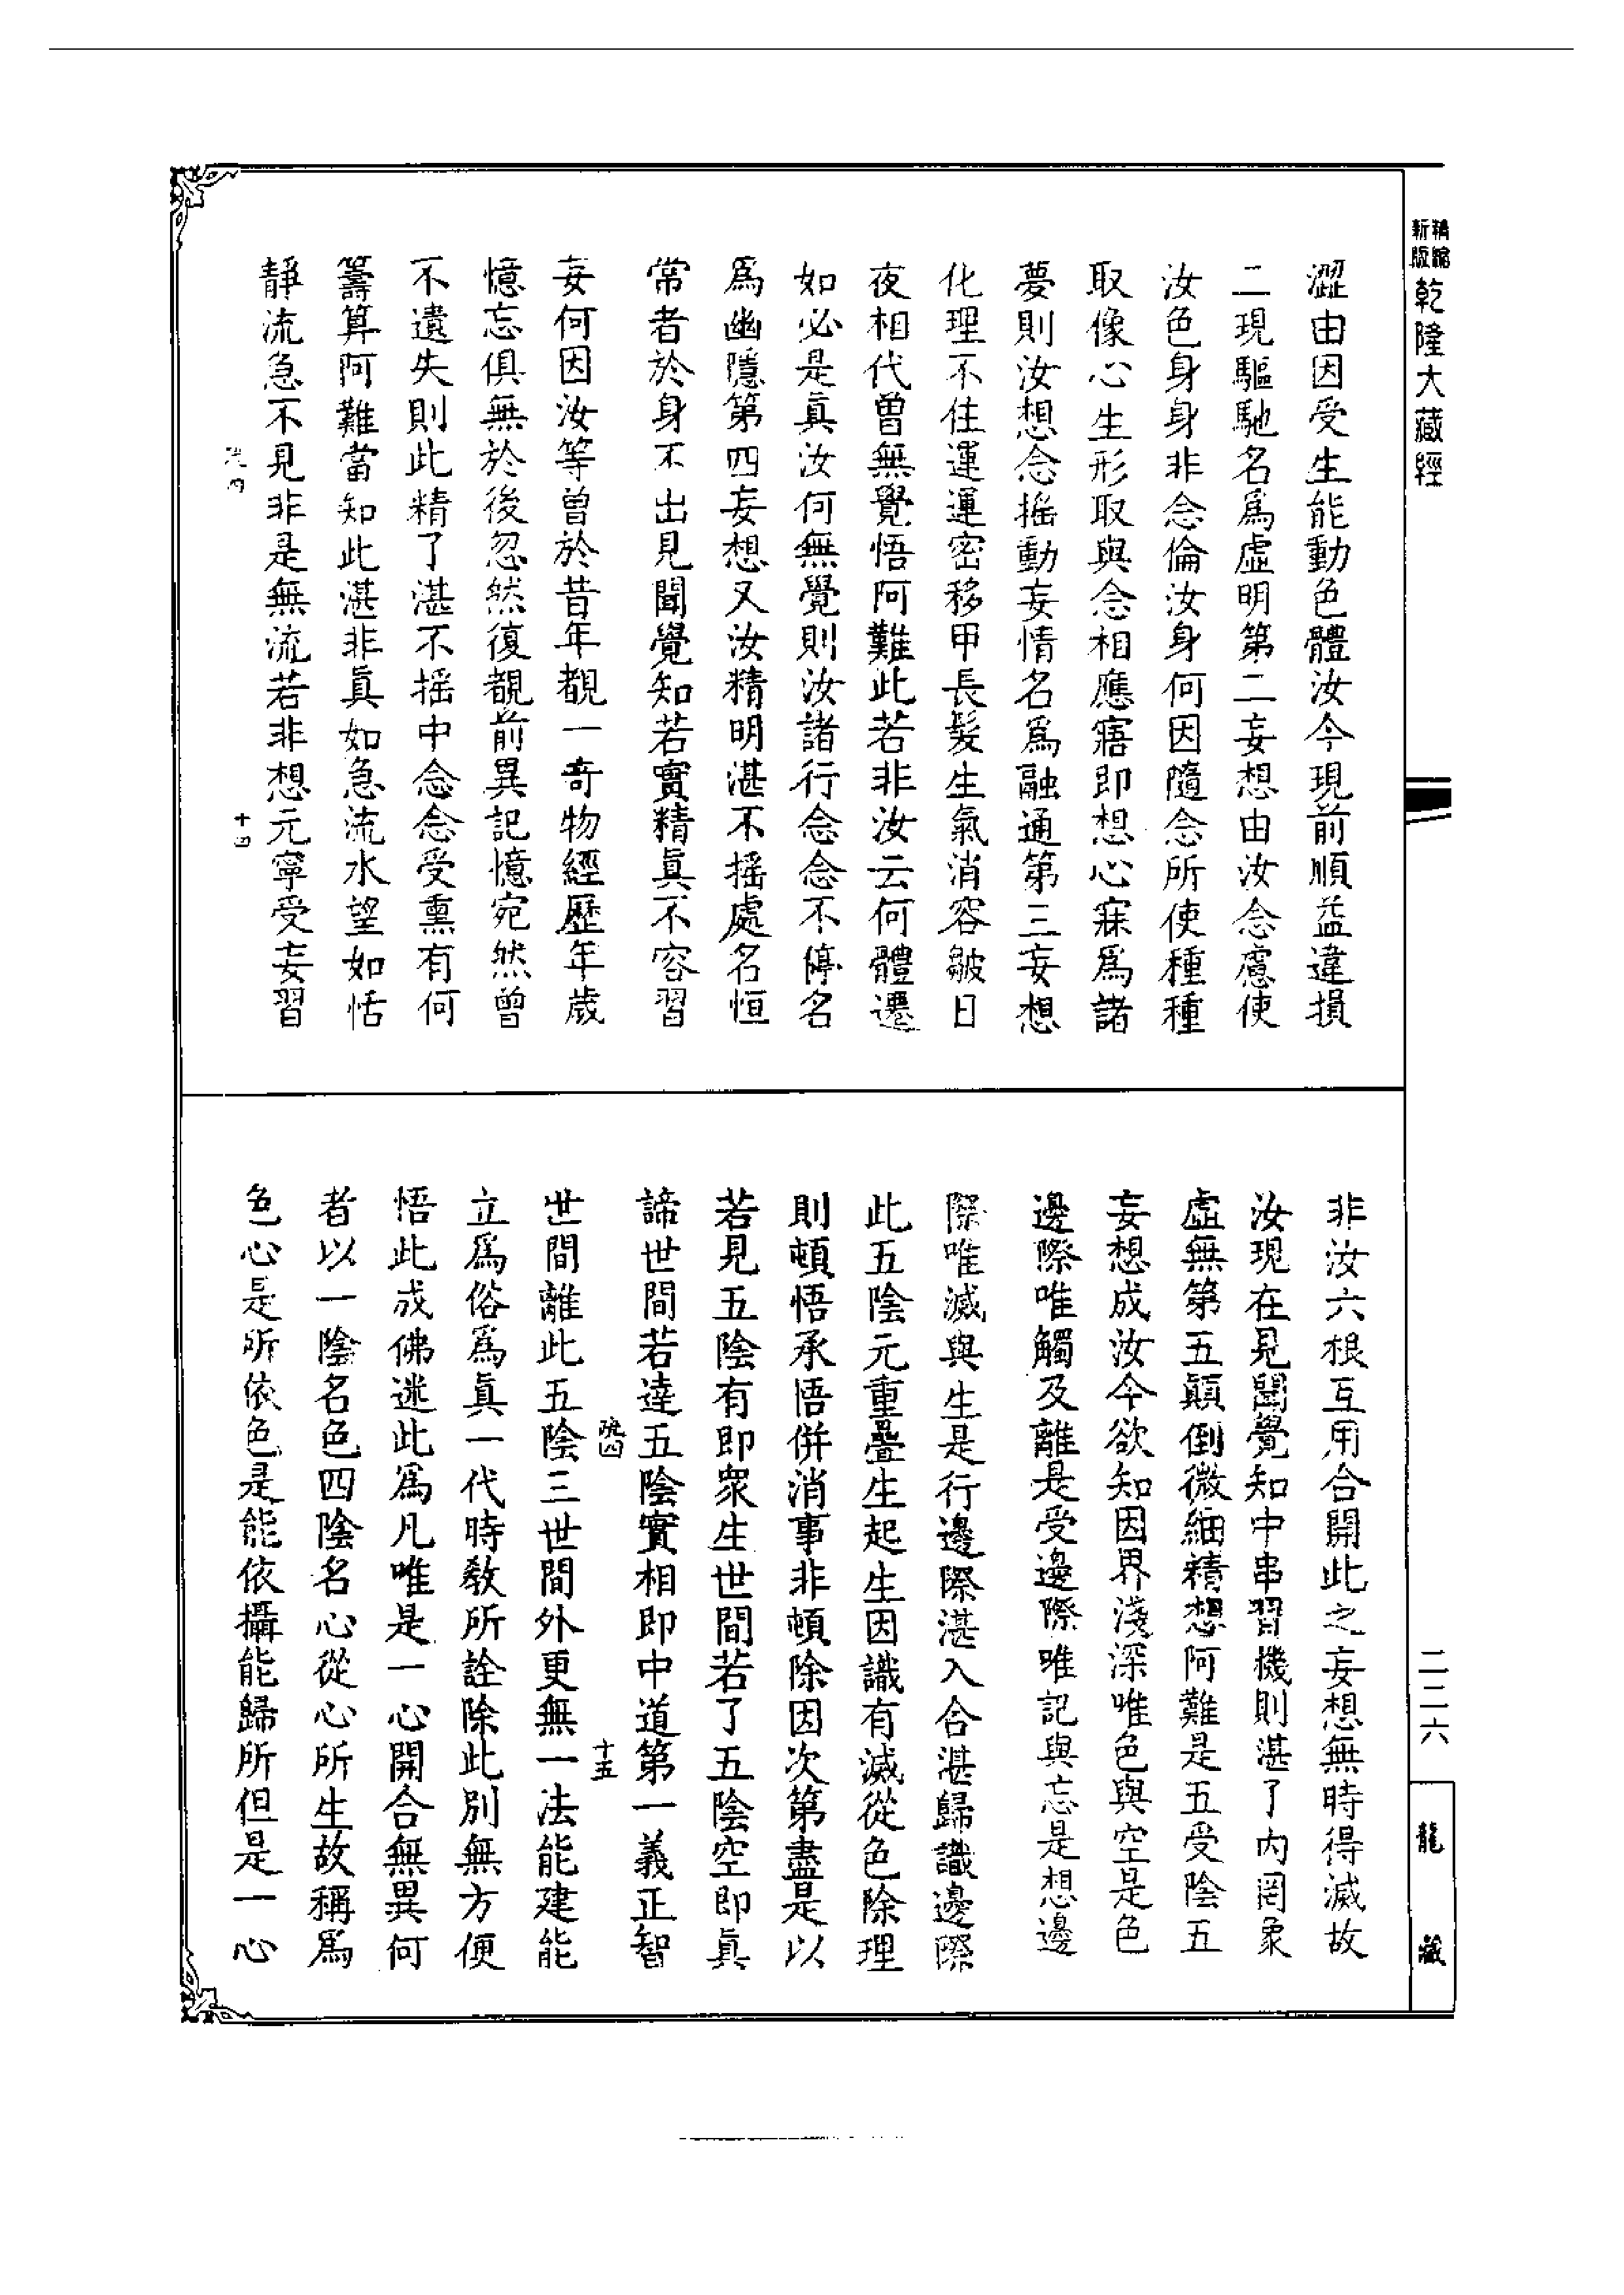 精縮
新版
乾隆大藏經
澀由因受生能動色體汝今現前順益違損
二現驅馳名爲虛明第二妄想由汝念慮使
汝色身身非念倫汝身何因隨念所使種種
取像心生形取與念相應寤即想心寐爲諸
夢則汝想念搖動妄情名爲融通第三妄想
化理不住運運密移甲長髮生氣消容皺日
夜相代曾無覺悟阿難此若非汝云何體遷
如必是真汝何無覺則汝諸行念念不停名
爲幽隱第四妄想又汝精明湛不搖處名恒
常者於身不出見聞覺知若實精真不容習
妄何因汝等曾於昔年覩一奇物經歷年歲
憶忘俱無於後忽然復覩前異記憶宛然曾
不遺失則此精了湛不搖中念念受熏有何
籌算阿難當知此湛非真如急流水望如恬
靜流急不見非是無流若非想元寧受妄習
十四
非汝六根互用合開此之妄想無時得滅故
汝現在見聞覺知中串習機則湛了內罔象
虛無第五顛倒微細精想阿難是五受陰五
妄想成汝今欲知因界淺深唯色與空是色
邊際唯觸及離是受邊際唯記與忘是想邊
際唯滅與生是行邊際湛入合湛歸識邊際
此五陰元重疊生起生因識有滅從色除理
則頓悟承悟併消事非頓除因次第盡是以
若見五陰有即衆生世間若了五陰空即真
諦世間若達五陰實相即中道第一義正智
十五
世間離此五陰三世間外更無一法能建能
立爲俗爲真一代時教所詮除此別無方便
悟此成佛迷此爲凡唯是一心開合無異何
者以一陰名色四陰名心從心所生故稱爲
色心是所依色是能依攝能歸所但是一心
二二六
龍藏